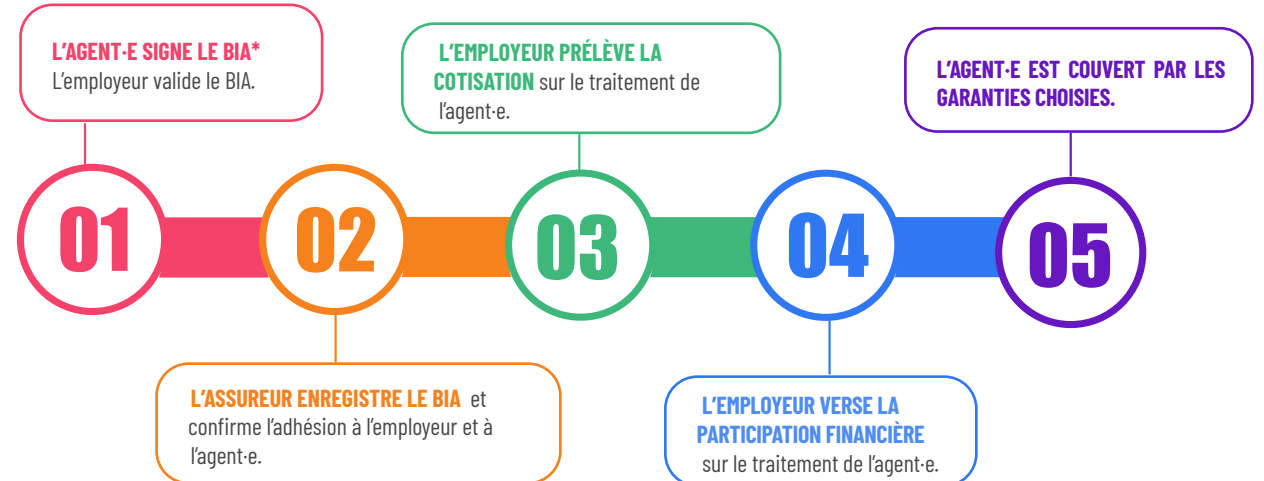 L'AGENT·E SIGNE LE BIA*
L'employeur valide le BIA.
L'EMPLOYEUR PRÉLÈVE LA
COTISATION sur le traitement de
l'agent·e.
L'AGENT·E EST COUVERT PAR LES
GARANTIES CHOISIES.
01
02
03
04
05
L'ASSUREUR ENREGISTRE LE BIA et
confirme l'adhésion à l'employeur et à
l'agent·e.
L'EMPLOYEUR VERSE LA
PARTICIPATION FINANCIÈRE
sur le traitement de l'agent·e.